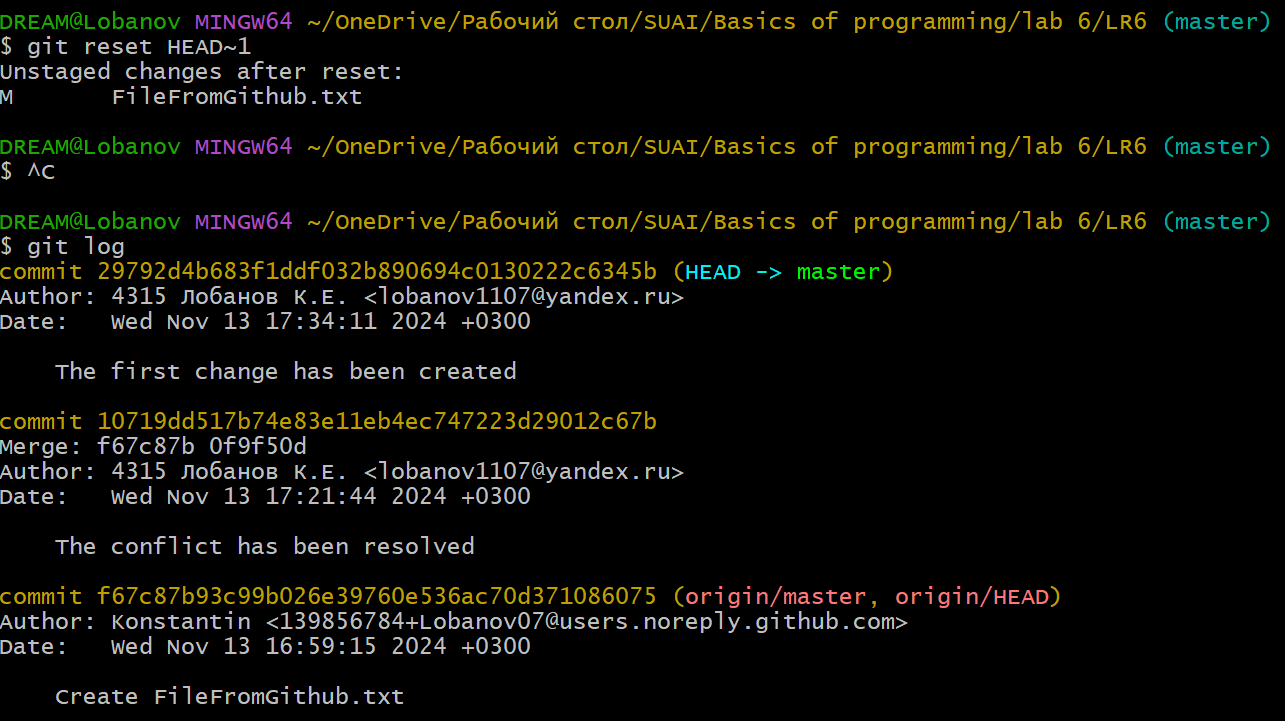 DREAM@Lobanov MINGW64 ~/OneDrive/Рабочий стол/SUAI/Basics of programming/lab 6/LR6 (master)
$ git reset HEAD~1
Unstaged changes after reset:
M       FileFromGithub.txt
DREAM@Lobanov MINGW64 ~/OneDrive/Рабочий стол/SUAI/Basics of programming/lab 6/LR6 (master)
$ ^C
DREAM@Lobanov MINGW64 ~/OneDrive/Рабочий стол/SUAI/Basics of programming/lab 6/LR6 (master)
$ git log
commit 29792d4b683f1ddf032b890694c0130222c6345b (HEAD -> master)
Author: 4315 Лобанов К.Е. <lobanov1107@yandex.ru>
Date:   Wed Nov 13 17:34:11 2024 +0300
    The first change has been created
commit 10719dd517b74e83e11eb4ec747223d29012c67b
Merge: f67c87b 0f9f50d
Author: 4315 Лобанов К.Е. <lobanov1107@yandex.ru>
Date:   Wed Nov 13 17:21:44 2024 +0300
    The conflict has been resolved
commit f67c87b93c99b026e39760e536ac70d371086075 (origin/master, origin/HEAD)
Author: Konstantin <139856784+Lobanov07@users.noreply.github.com>
Date:   Wed Nov 13 16:59:15 2024 +0300
    Create FileFromGithub.txt